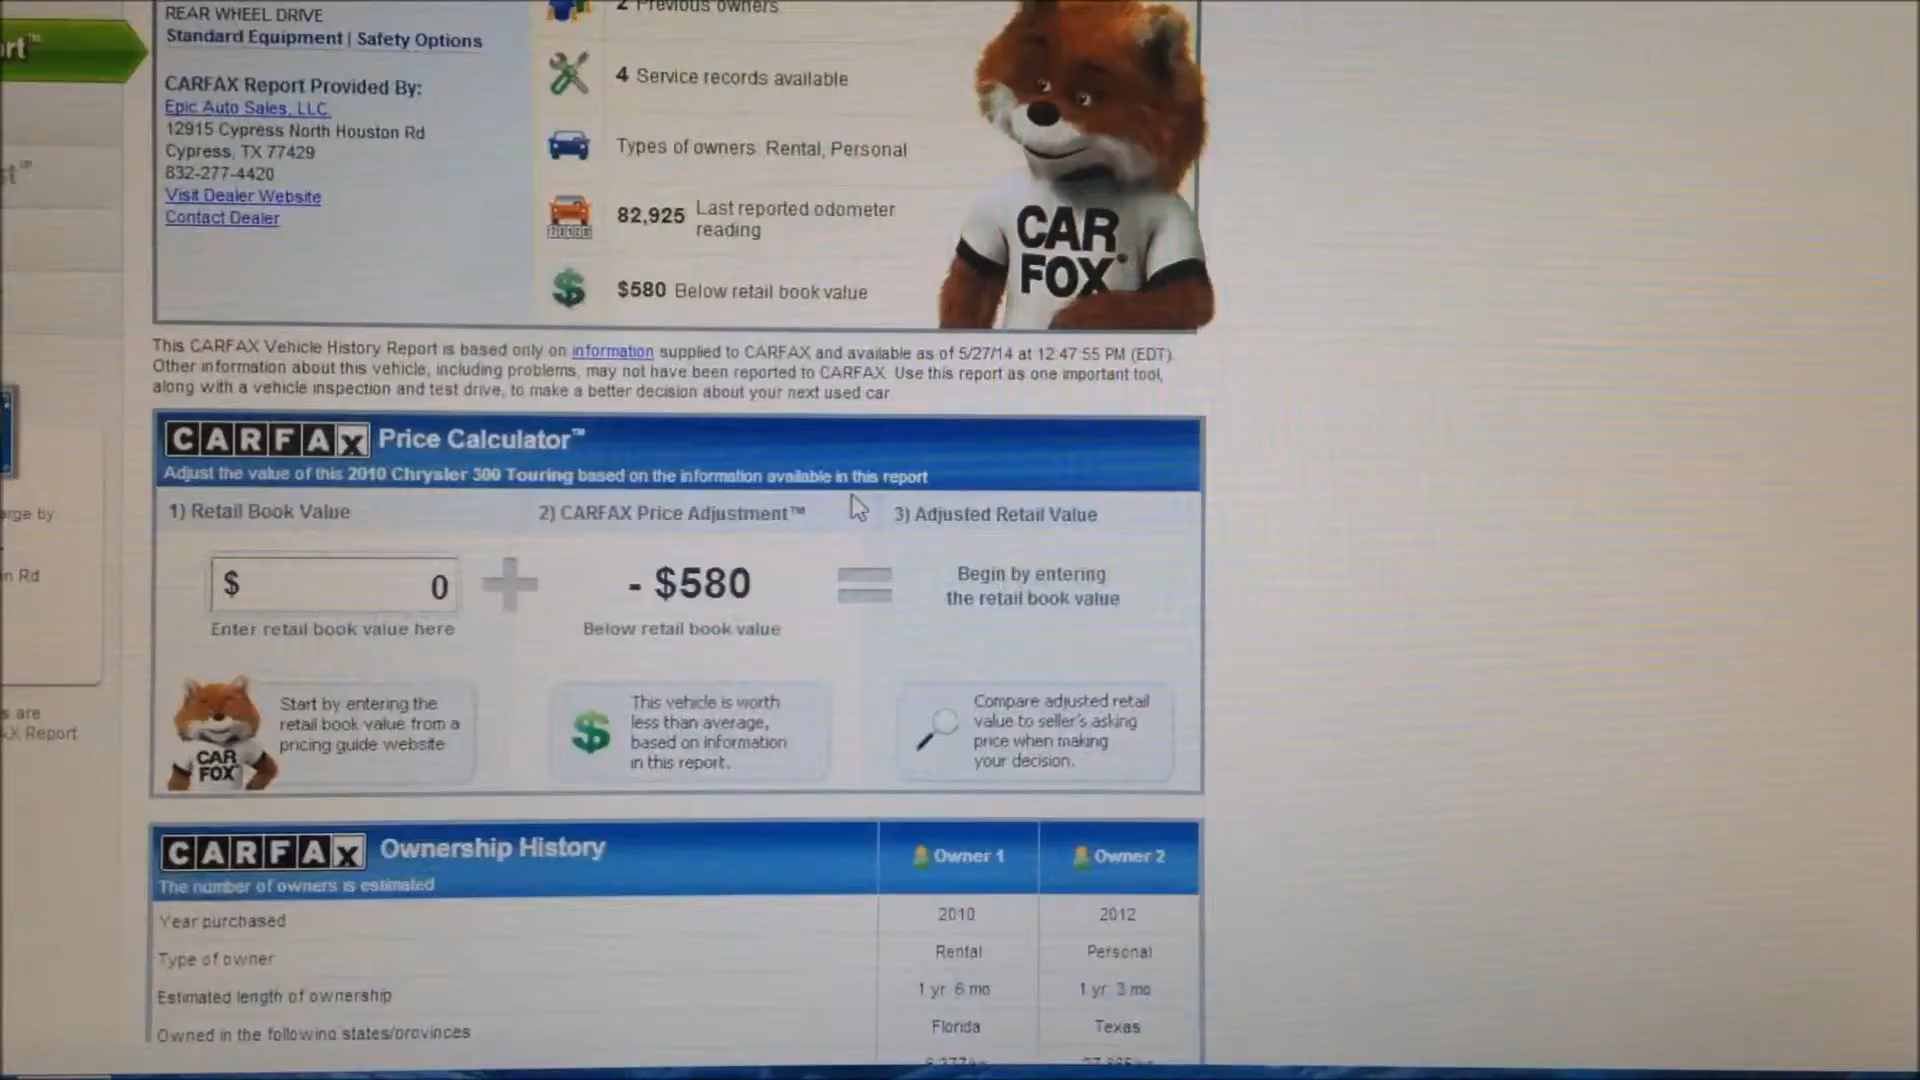 REAR WHEEL DRIVE
Standard Equipment | Safety Options
CARFAX Report Provided By:
Epic Auto Sales, LLC.
12915 Cypress North Houston Rd
Cypress, TX 77429
832-277-4420
Visit Dealer Website
Contact Dealer
2 Previous owners
4 Service records available
Types of owners: Rental, Personal
82,925 Last reported odometer
reading
$580 Below retail book value
CAR
FOX
This CARFAX Vehicle History Report is based only on information supplied to CARFAX and available as of 5/27/14 at 12:47:55 PM (EDT).
Other information about this vehicle, including problems, may not have been reported to CARFAX. Use this report as one important tool,
along with a vehicle inspection and test drive, to make a better decision about your next used car.
CARFAX Price Calculator™
Adjust the value of this 2010 Chrysler 300 Touring based on the information available in this report
1) Retail Book Value
2) CARFAX Price Adjustment™
3) Adjusted Retail Value
$ 0
- $580
Begin by entering
the retail book value
Enter retail book value here
Below retail book value
CAR
FOX
Start by entering the
retail book value from a
pricing guide website
This vehicle is worth
less than average,
based on information
in this report.
Compare adjusted retail
value to seller's asking
price when making
your decision.
CARFAX Ownership History
The number of owners is estimated
Owner 1
Owner 2
Year purchased
2010
2012
Type of owner
Rental
Personal
Estimated length of ownership
1 yr. 6 mo.
1 yr. 3 mo.
Owned in the following states/provinces
Florida
Texas
by
n Rd
s are
Report